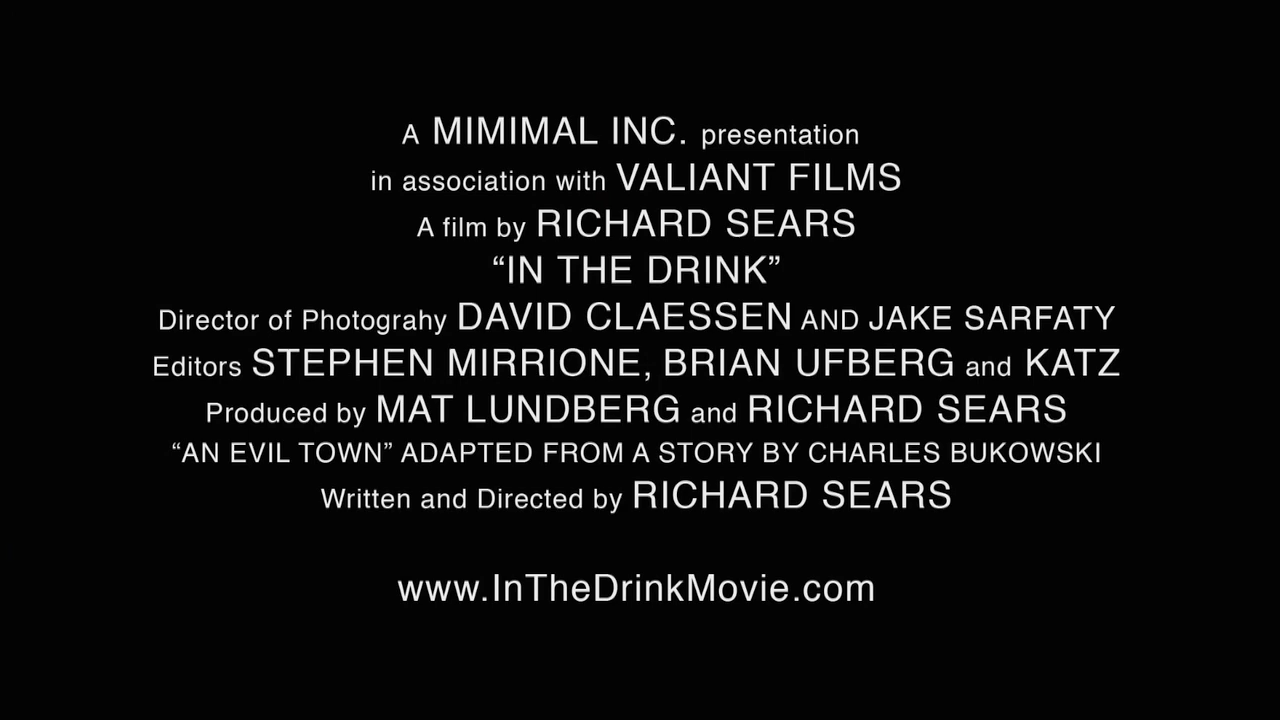 A MIMIMAL INC. presentation
in association with VALIANT FILMS
A film by RICHARD SEARS
“IN THE DRINK”
Director of Photograhy DAVID CLAESSEN AND JAKE SARFATY
Editors STEPHEN MIRRIONE, BRIAN UFBERG and KATZ
Produced by MAT LUNDBERG and RICHARD SEARS
“AN EVIL TOWN” ADAPTED FROM A STORY BY CHARLES BUKOWSKI
Written and Directed by RICHARD SEARS
www.InTheDrinkMovie.com